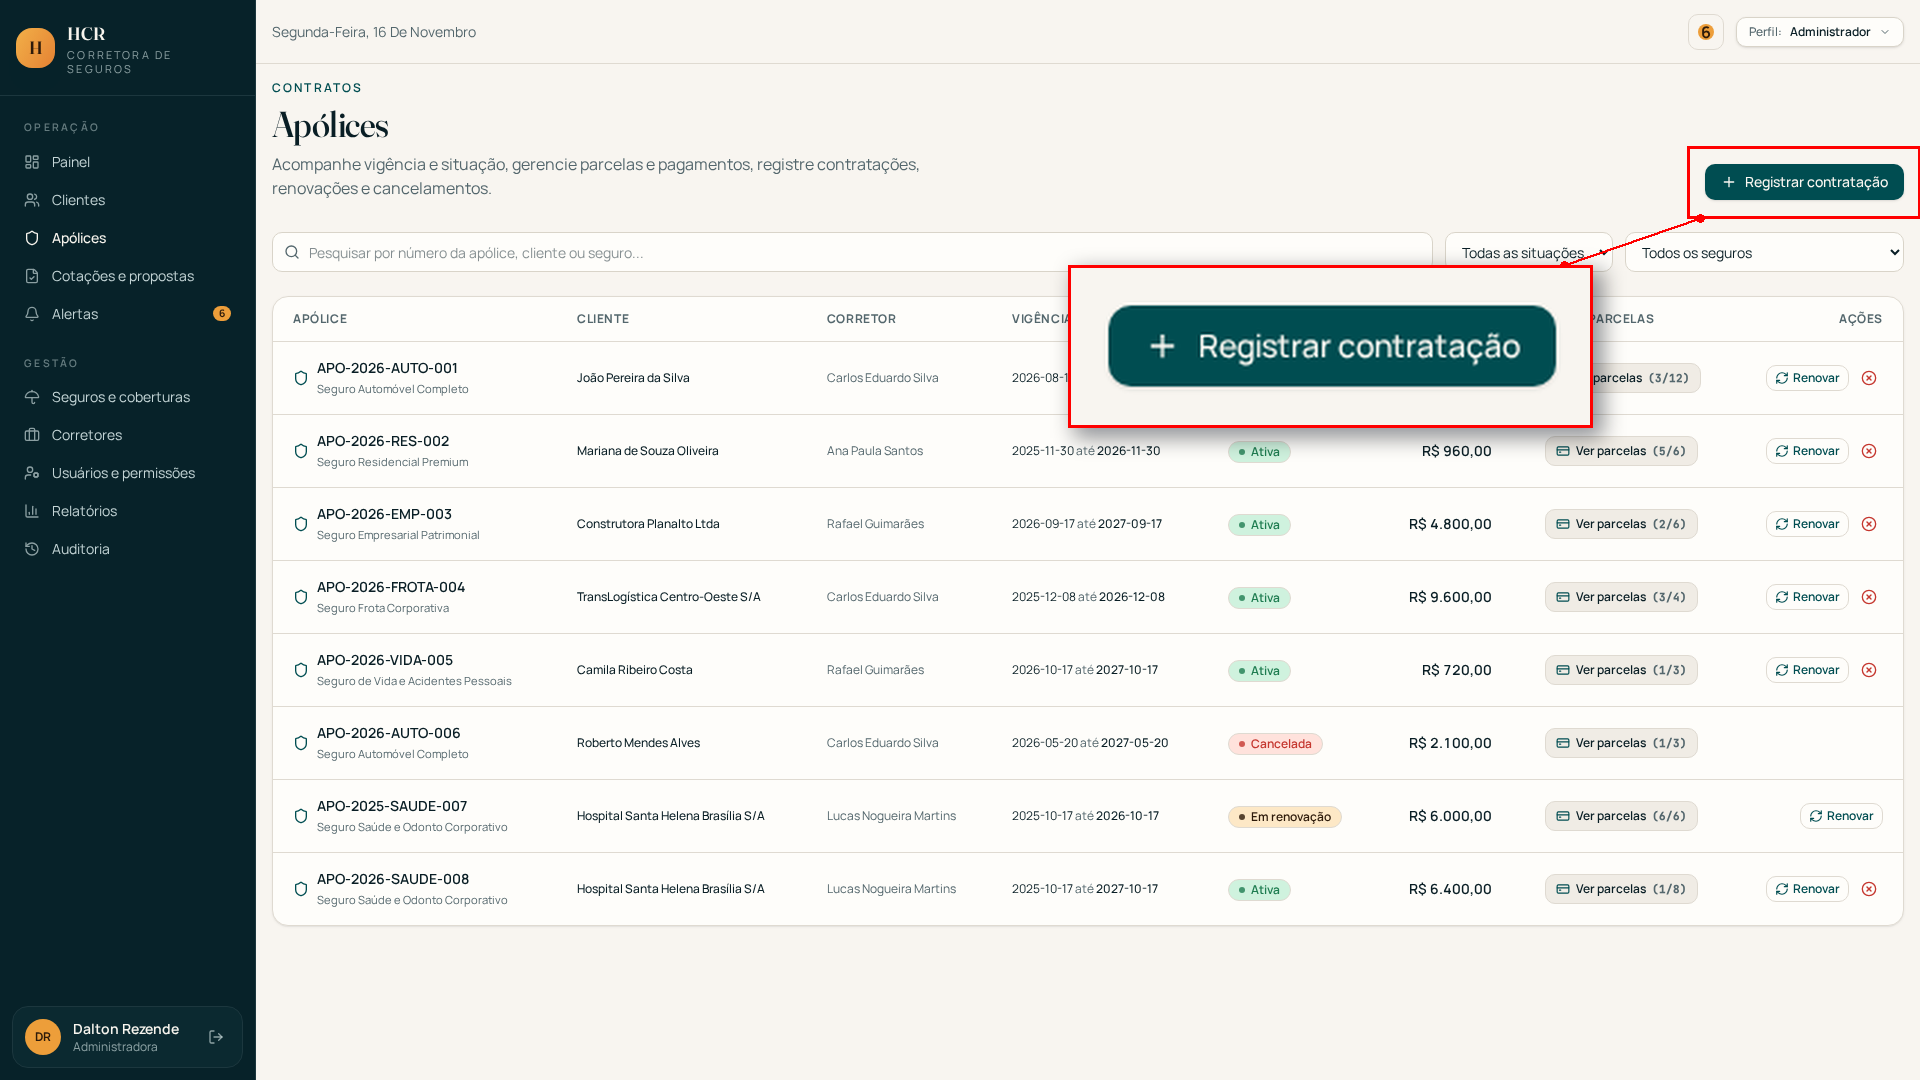 H
HCR
CORRETORA DE
SEGUROS
OPERAÇÃO
Painel
Clientes
Apólices
Cotações e propostas
Alertas 6
GESTÃO
Seguros e coberturas
Corretores
Usuários e permissões
Relatórios
Auditoria
DR
Dalton Rezende
Administradora
Segunda-Feira, 16 De Novembro
6
Perfil: Administrador
CONTRATOS
Apólices
Acompanhe vigência e situação, gerencie parcelas e pagamentos, registre contratações,
renovações e cancelamentos.
+ Registrar contratação
Pesquisar por número da apólice, cliente ou seguro...
Todas as situações
Todos os seguros
+ Registrar contratação
APÓLICE CLIENTE CORRETOR VIGÊNCIA PARCELAS AÇÕES
APO-2026-AUTO-001
Seguro Automóvel Completo
João Pereira da Silva Carlos Eduardo Silva 2026-08-1 parcelas (3/12) Renovar
APO-2026-RES-002
Seguro Residencial Premium
Mariana de Souza Oliveira Ana Paula Santos 2025-11-30 até 2026-11-30 Ativa R$ 960,00 Ver parcelas (5/6) Renovar
APO-2026-EMP-003
Seguro Empresarial Patrimonial
Construtora Planalto Ltda Rafael Guimarães 2026-09-17 até 2027-09-17 Ativa R$ 4.800,00 Ver parcelas (2/6) Renovar
APO-2026-FROTA-004
Seguro Frota Corporativa
TransLogística Centro-Oeste S/A Carlos Eduardo Silva 2025-12-08 até 2026-12-08 Ativa R$ 9.600,00 Ver parcelas (3/4) Renovar
APO-2026-VIDA-005
Seguro de Vida e Acidentes Pessoais
Camila Ribeiro Costa Rafael Guimarães 2026-10-17 até 2027-10-17 Ativa R$ 720,00 Ver parcelas (1/3) Renovar
APO-2026-AUTO-006
Seguro Automóvel Completo
Roberto Mendes Alves Carlos Eduardo Silva 2026-05-20 até 2027-05-20 Cancelada R$ 2.100,00 Ver parcelas (1/3)
APO-2025-SAUDE-007
Seguro Saúde e Odonto Corporativo
Hospital Santa Helena Brasília S/A Lucas Nogueira Martins 2025-10-17 até 2026-10-17 Em renovação R$ 6.000,00 Ver parcelas (6/6) Renovar
APO-2026-SAUDE-008
Seguro Saúde e Odonto Corporativo
Hospital Santa Helena Brasília S/A Lucas Nogueira Martins 2025-10-17 até 2027-10-17 Ativa R$ 6.400,00 Ver parcelas (1/8) Renovar